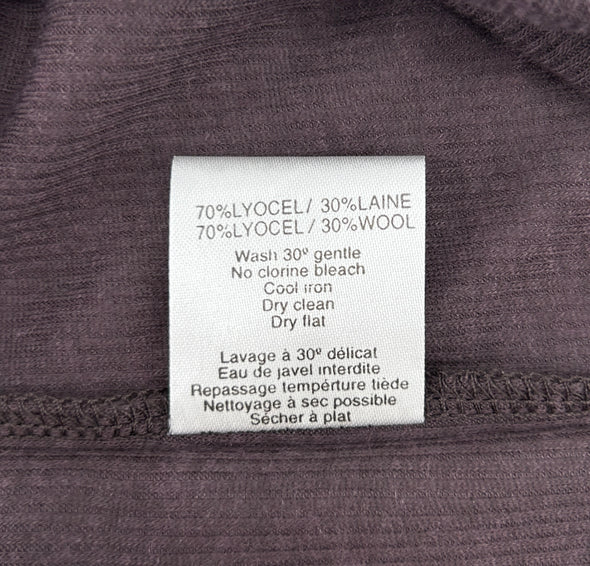 70%LYOCEL/ 30%LAINE
70%LYOCEL/ 30%WOOL
Wash 30º gentle
No clorine bleach
Cool iron
Dry clean
Dry flat
Lavage à 30º délicat
Eau de javel interdite
Repassage tempérture tiède
Nettoyage à sec possible
Sécher à plat